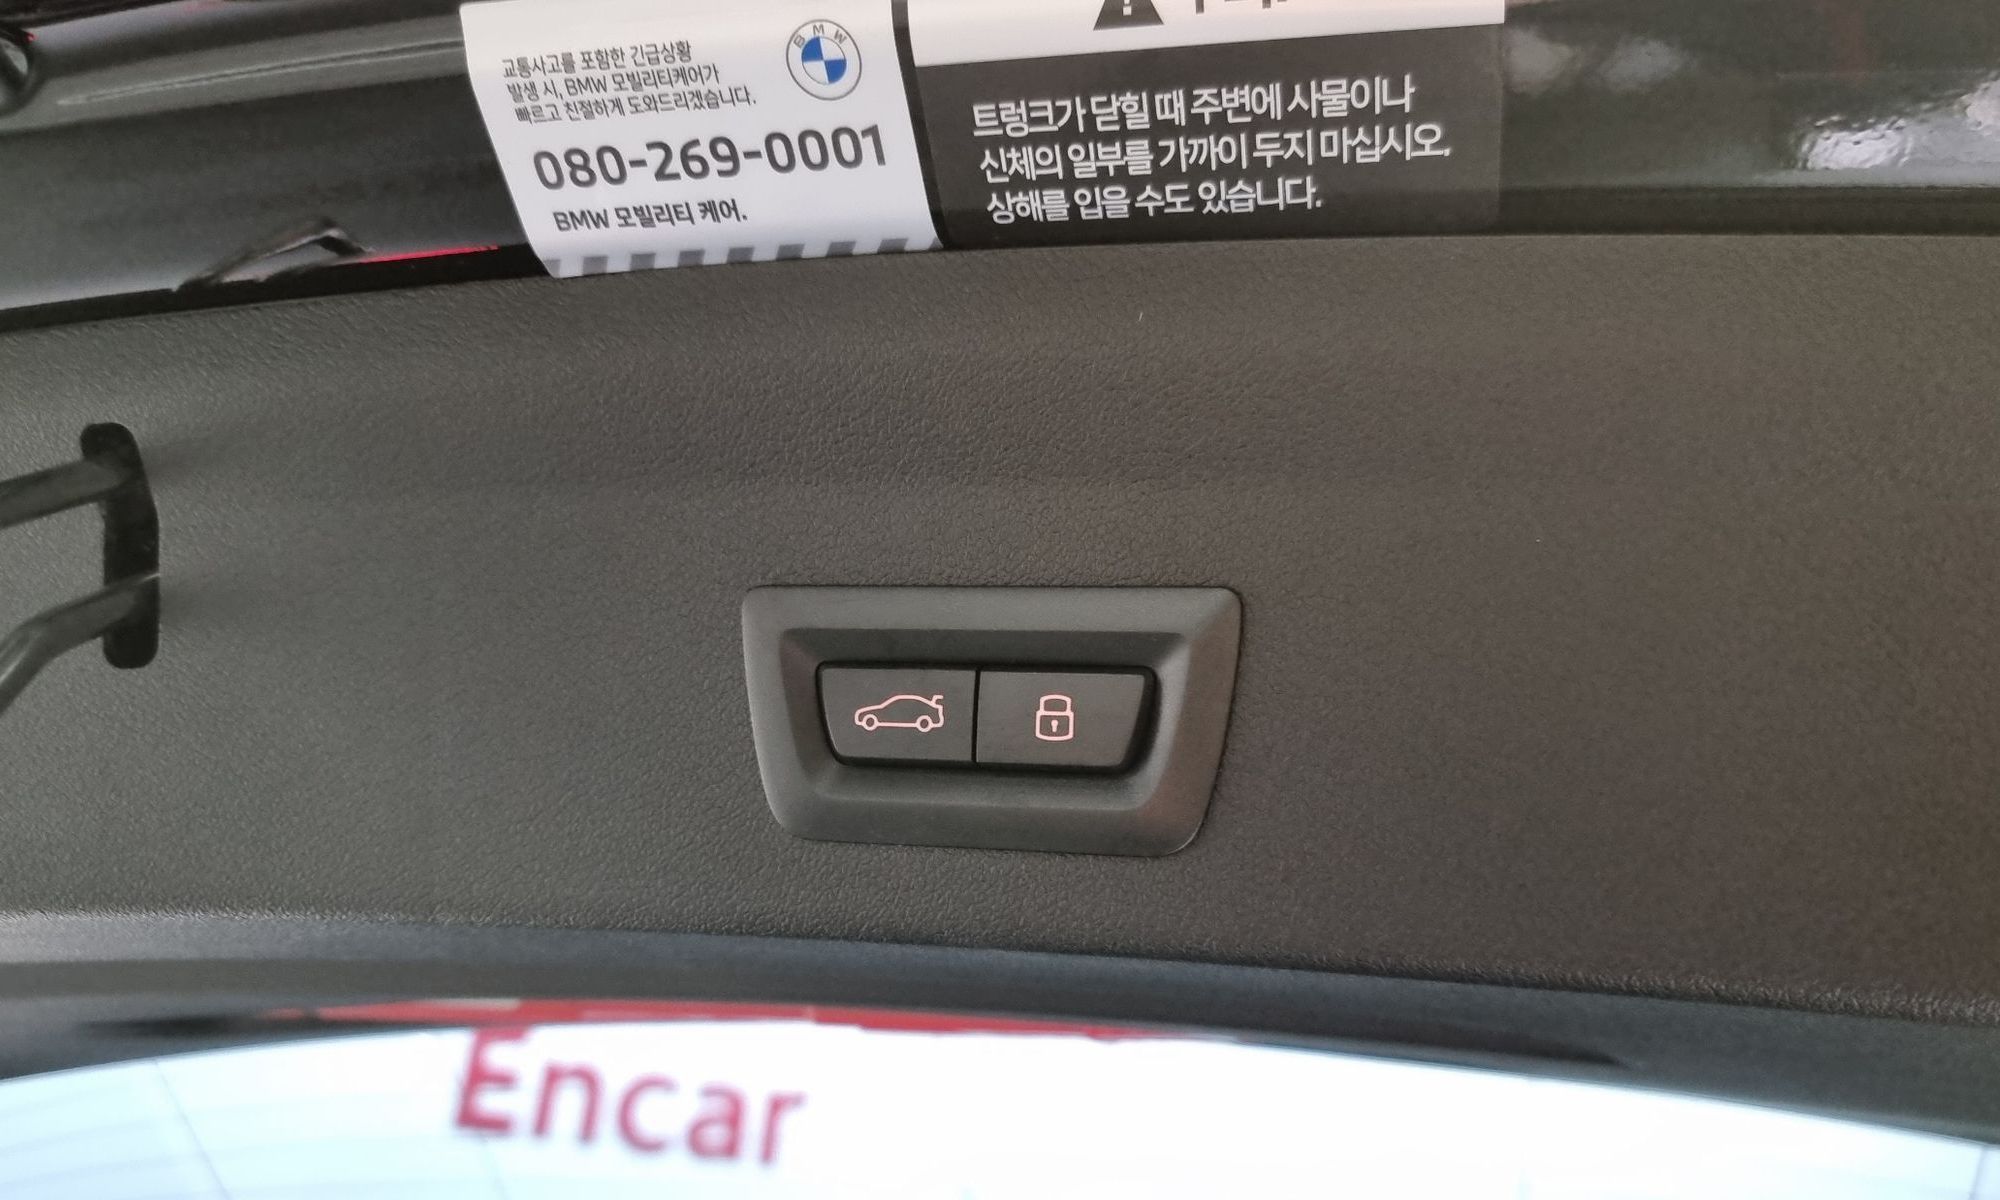 교통사고를 포함한 긴급상황
발생 시, BMW 모빌리티케어가
빠르고 친절하게 도와드리겠습니다.
080-269-0001
BMW 모빌리티 케어.
BMW
트렁크가 닫힐 때 주변에 사물이나
신체의 일부를 가까이 두지 마십시오.
상해를 입을 수도 있습니다.
Encar